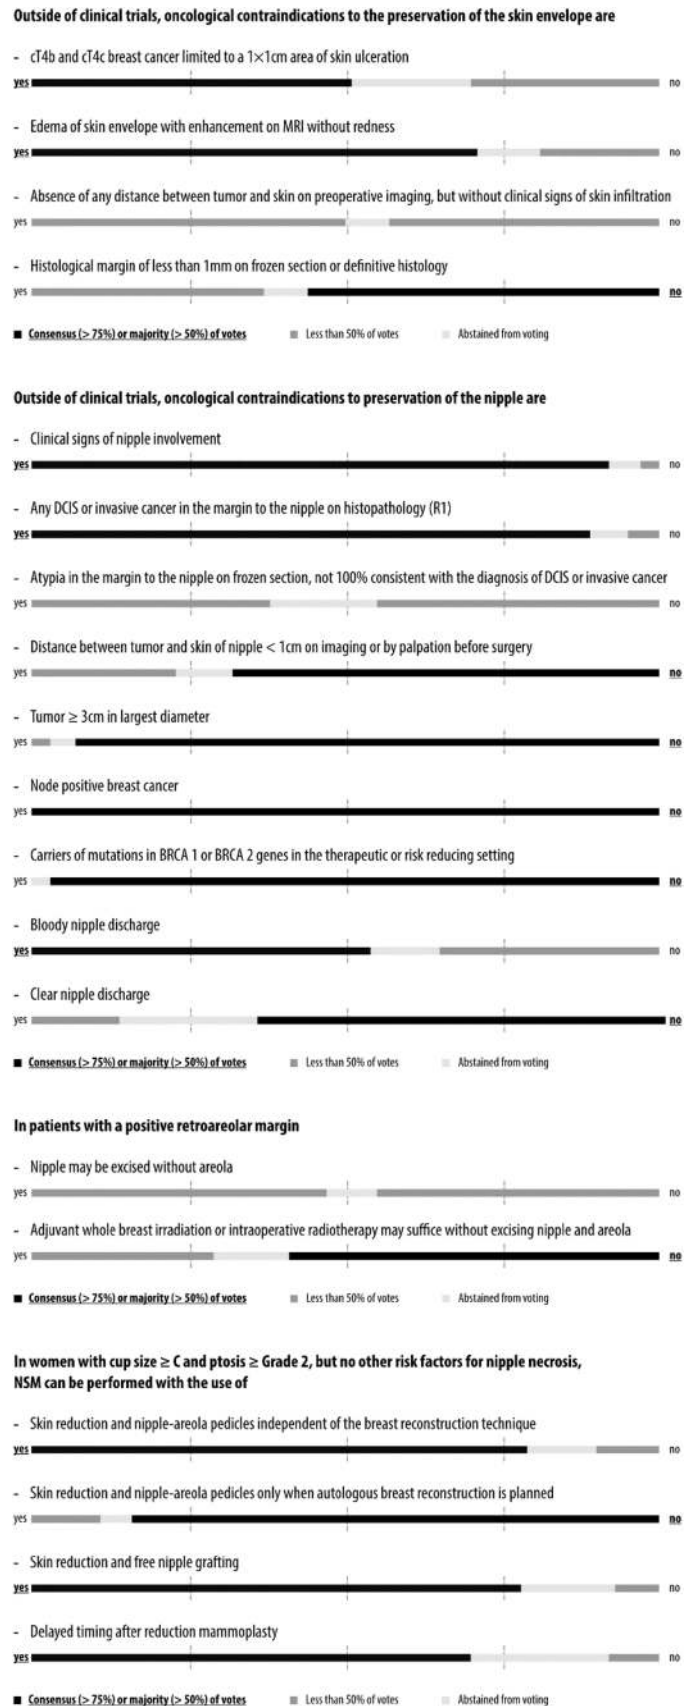 Outside of clinical trials, oncological contraindications to the preservation of the skin envelope are
- cT4b and cT4c breast cancer limited to a 1×1cm area of skin ulceration
yes no
- Edema of skin envelope with enhancement on MRI without redness
yes no
- Absence of any distance between tumor and skin on preoperative imaging, but without clinical signs of skin infiltration
yes no
- Histological margin of less than 1mm on frozen section or definitive histology
yes no
■ Consensus (> 75%) or majority (> 50%) of votes ■ Less than 50% of votes ■ Abstained from voting
Outside of clinical trials, oncological contraindications to preservation of the nipple are
- Clinical signs of nipple involvement
yes no
- Any DCIS or invasive cancer in the margin to the nipple on histopathology (R1)
yes no
- Atypia in the margin to the nipple on frozen section, not 100% consistent with the diagnosis of DCIS or invasive cancer
yes no
- Distance between tumor and skin of nipple < 1cm on imaging or by palpation before surgery
yes no
- Tumor ≥ 3cm in largest diameter
yes no
- Node positive breast cancer
yes no
- Carriers of mutations in BRCA 1 or BRCA 2 genes in the therapeutic or risk reducing setting
yes no
- Bloody nipple discharge
yes no
- Clear nipple discharge
yes no
■ Consensus (> 75%) or majority (> 50%) of votes ■ Less than 50% of votes ■ Abstained from voting
In patients with a positive retroareolar margin
- Nipple may be excised without areola
yes no
- Adjuvant whole breast irradiation or intraoperative radiotherapy may suffice without excising nipple and areola
yes no
■ Consensus (> 75%) or majority (> 50%) of votes ■ Less than 50% of votes ■ Abstained from voting
In women with cup size ≥ C and ptosis ≥ Grade 2, but no other risk factors for nipple necrosis,
NSM can be performed with the use of
- Skin reduction and nipple-areola pedicles independent of the breast reconstruction technique
yes no
- Skin reduction and nipple-areola pedicles only when autologous breast reconstruction is planned
yes no
- Skin reduction and free nipple grafting
yes no
- Delayed timing after reduction mammoplasty
yes no
■ Consensus (> 75%) or majority (> 50%) of votes ■ Less than 50% of votes ■ Abstained from voting